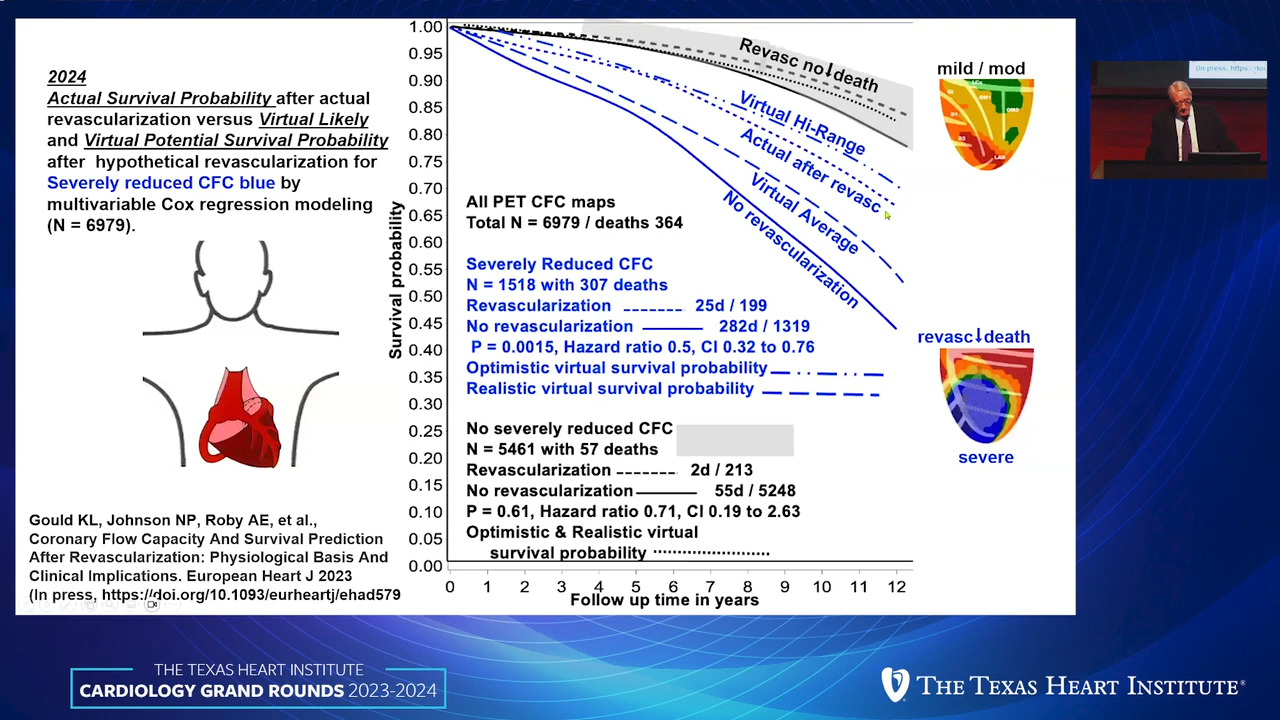 2024
Actual Survival Probability after actual
revascularization versus Virtual Likely
and Virtual Potential Survival Probability
after hypothetical revascularization for
Severely reduced CFC blue by
multivariable Cox regression modeling
(N = 6979).
Gould KL, Johnson NP, Roby AE, et al.,
Coronary Flow Capacity And Survival Prediction
After Revascularization: Physiological Basis And
Clinical Implications. European Heart J 2023
(In press, https://doi.org/10.1093/eurheartj/ehad579
Survival probability
1.00
0.95
0.90
0.85
0.80
0.75
0.70
0.65
0.60
0.55
0.50
0.45
0.40
0.35
0.30
0.25
0.20
0.15
0.10
0.05
0.00
Revasc no↓death
Virtual Hi-Range
Actual after revasc
Virtual Average
No revascularization
All PET CFC maps
Total N = 6979 / deaths 364
Severely Reduced CFC
N = 1518 with 307 deaths
Revascularization 25d / 199
No revascularization 282d / 1319
P = 0.0015, Hazard ratio 0.5, CI 0.32 to 0.76
Optimistic virtual survival probability
Realistic virtual survival probability
No severely reduced CFC
N = 5461 with 57 deaths
Revascularization 2d / 213
No revascularization 55d / 5248
P = 0.61, Hazard ratio 0.71, CI 0.19 to 2.63
Optimistic & Realistic virtual
survival probability
0 1 2 3 4 5 6 7 8 9 10 11 12
Follow up time in years
mild / mod
revasc↓death
severe
(In press, https://doi
THE TEXAS HEART INSTITUTE
CARDIOLOGY GRAND ROUNDS 2023-2024
THE TEXAS HEART INSTITUTE®